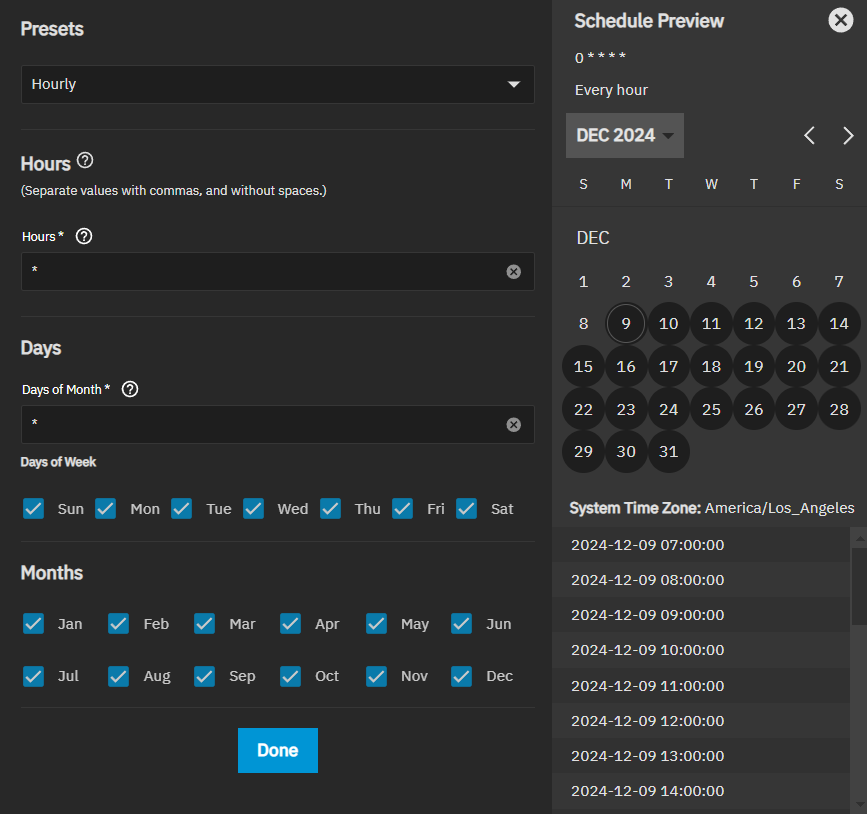 Presets
Hourly
Hours
(Separate values with commas, and without spaces.)
Hours *
*
Days
Days of Month *
*
Days of Week
Sun Mon Tue Wed Thu Fri Sat
Months
Jan Feb Mar Apr May Jun
Jul Aug Sep Oct Nov Dec
Done
Schedule Preview
0 * * * *
Every hour
DEC 2024
S M T W T F S
DEC
1 2 3 4 5 6 7
8 9 10 11 12 13 14
15 16 17 18 19 20 21
22 23 24 25 26 27 28
29 30 31
System Time Zone: America/Los_Angeles
2024-12-09 07:00:00
2024-12-09 08:00:00
2024-12-09 09:00:00
2024-12-09 10:00:00
2024-12-09 11:00:00
2024-12-09 12:00:00
2024-12-09 13:00:00
2024-12-09 14:00:00